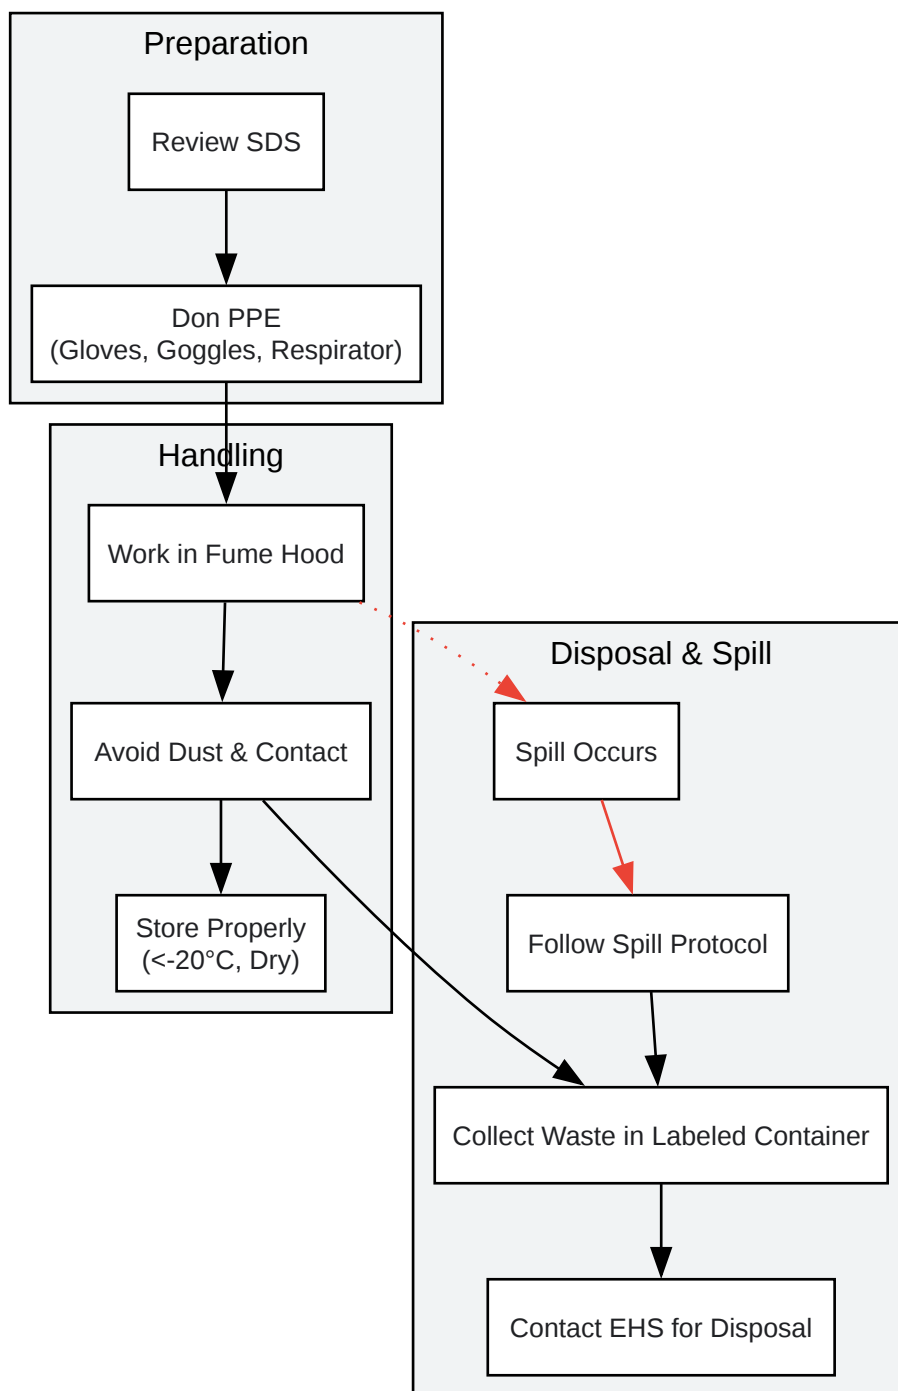 Preparation
Review SDS
Don PPE
(Gloves, Goggles, Respirator)
Handling
Work in Fume Hood
Avoid Dust & Contact
Store Properly
(<-20°C, Dry)
Disposal & Spill
Spill Occurs
Follow Spill Protocol
Collect Waste in Labeled Container
Contact EHS for Disposal